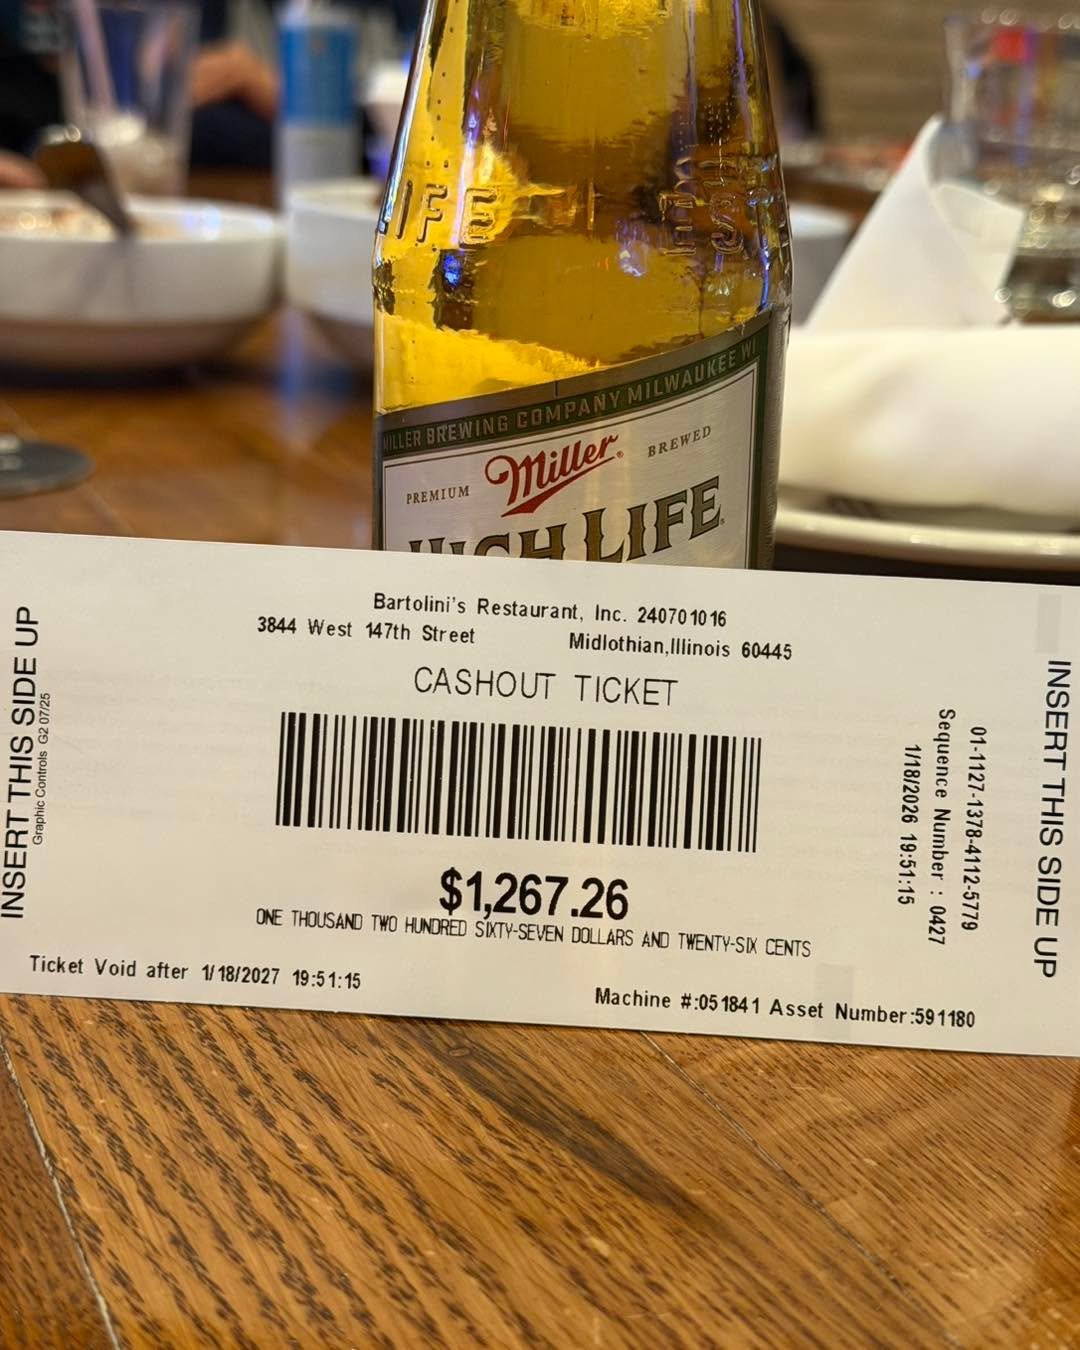 LIFE
MILLER BREWING COMPANY MILWAUKEE WI
PREMIUM Miller BREWED
HIGH LIFE
INSERT THIS SIDE UP
Graphic Controls G2 07/25
Bartolini's Restaurant, Inc. 240701016
3844 West 147th Street Midlothian,Illinois 60445
CASHOUT TICKET
$1,267.26
ONE THOUSAND TWO HUNDRED SIXTY-SEVEN DOLLARS AND TWENTY-SIX CENTS
Ticket Void after 1/18/2027 19:51:15
Machine #:051841 Asset Number:591180
01-1127-1378-4112-5779
Sequence Number : 0427
1/18/2026 19:51:15
INSERT THIS SIDE UP